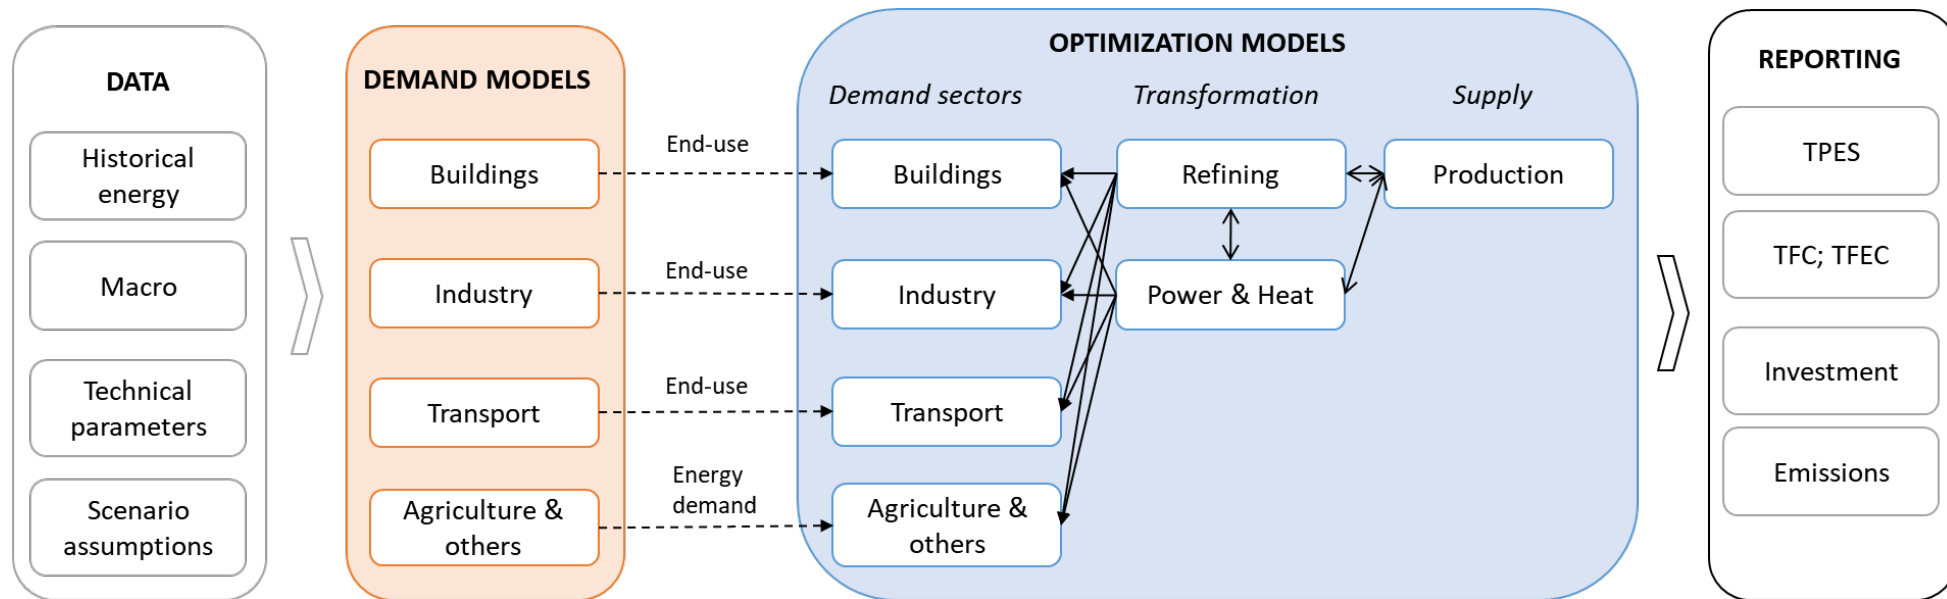 DATA
Historical
energy
Macro
Technical
parameters
Scenario
assumptions
DEMAND MODELS
Buildings
Industry
Transport
Agriculture &
others
End-use
End-use
End-use
Energy
demand
OPTIMIZATION MODELS
Demand sectors
Transformation
Supply
Buildings
Refining
Production
Industry
Power & Heat
Transport
Agriculture &
others
REPORTING
TPES
TFC; TFEC
Investment
Emissions